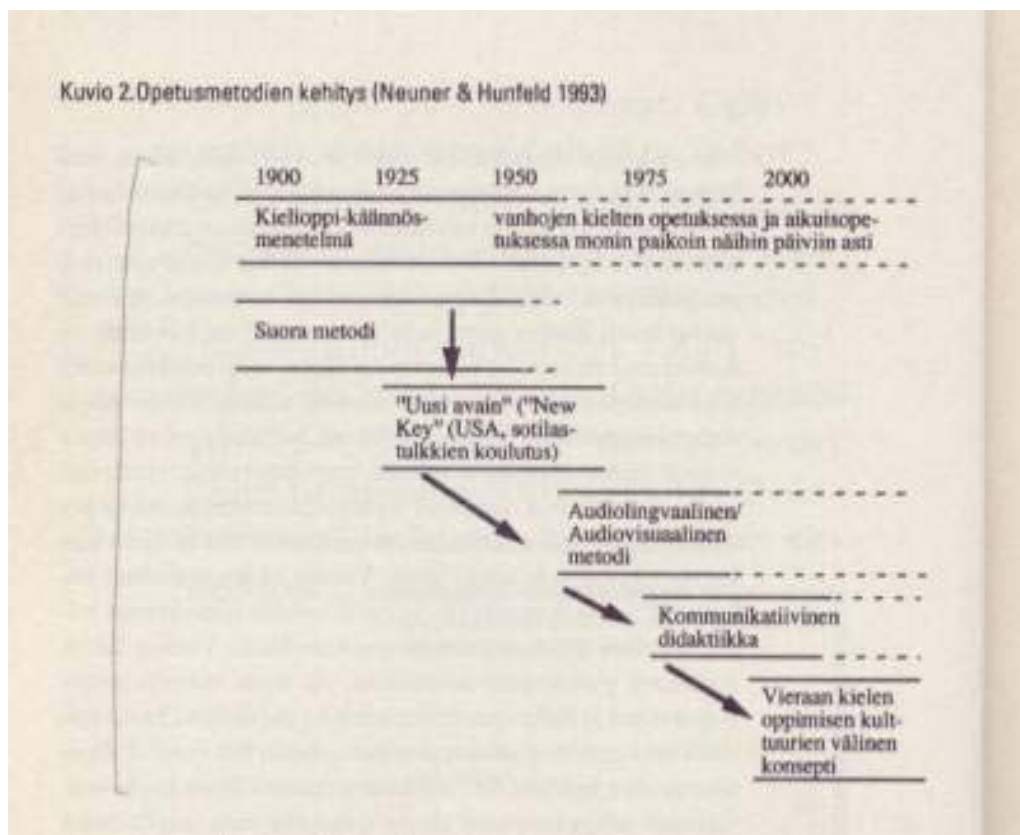 Kuvio 2. Opetusmetodien kehitys (Neuner & Hunfeld 1993)
1900 1925 1950 1975 2000
Kielioppi-käännös-
menetelmä
vanhojen kielten opetuksessa ja aikuisope-
tuksessa monin paikoin näihin päiviin asti
Suora metodi
"Uusi avain" ("New
Key" (USA, sotilas-
tulkkien koulutus)
Audiolingvaalinen/
Audiovisuaalinen
metodi
Kommunikatiivinen
didaktiikka
Vieraan kielen
oppimisen kult-
tuurien välinen
konsepti